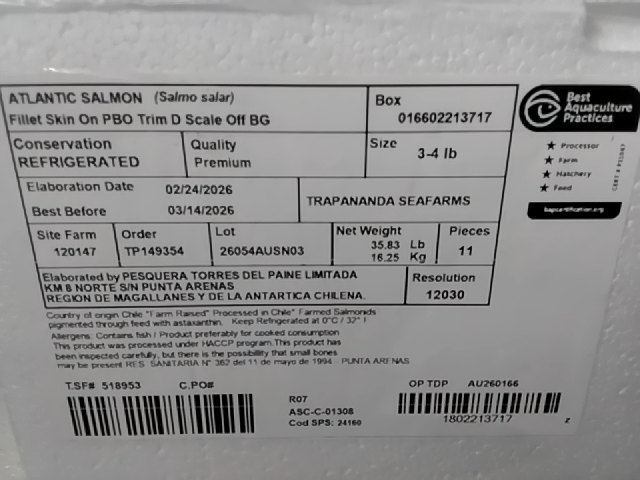 ATLANTIC SALMON (Salmo salar)
Fillet Skin On PBO Trim D Scale Off BG
Box
016602213717
Conservation
REFRIGERATED
Quality
Premium
Size
3-4 lb
Elaboration Date 02/24/2026
Best Before 03/14/2026
TRAPANANDA SEAFARMS
Site Farm
120147
Order
TP149354
Lot
26054AUSN03
Net Weight
35.83 Lb
16.25 Kg
Pieces
11
Elaborated by PESQUERA TORRES DEL PAINE LIMITADA
KM 8 NORTE S/N PUNTA ARENAS
REGION DE MAGALLANES Y DE LA ANTARTICA CHILENA.
Resolution
12030
Country of origin Chile "Farm Raised" Processed in Chile" Farmed Salmonids
pigmented through feed with astaxanthin. Keep Refrigerated at 0°C / 32°
Allergens: Contains fish / Product preferably for cooked consumption
This product was processed under HACCP program.This product has
been inspected carefully, but there is the possibility that small bones
may be present RES. SANITARIA N° 362 del 11 de mayo de 1994 PUNTA ARENAS
T.SF# 518953
C.PO#
R07
ASC-C-01308
Cod SPS: 24160
OP TDP AU260166
1802213717
Z
Best
Aquaculture
Practices
Processor
Farm
Hatchery
Feed
bapcertification.org